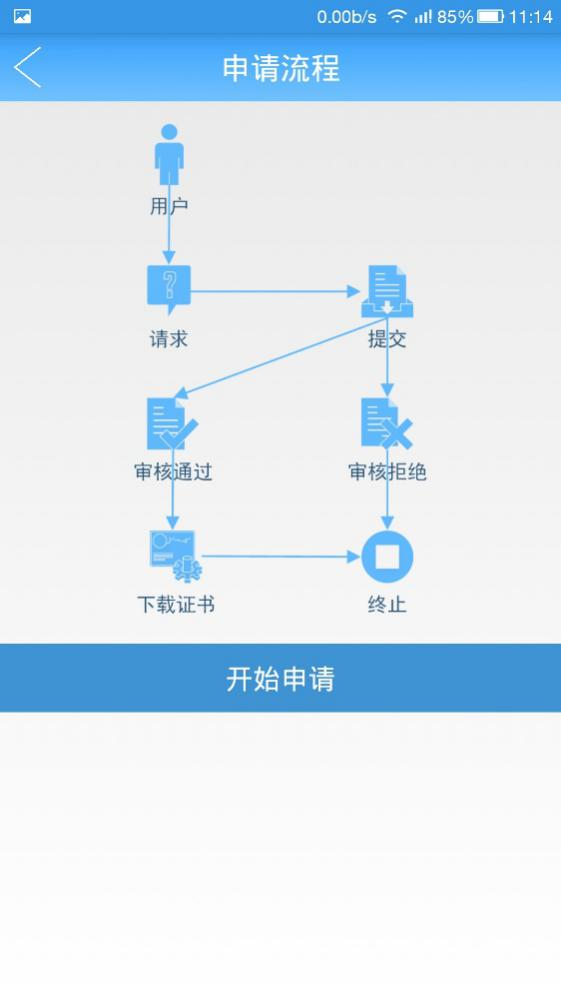 0.00b/s 85% 11:14
申请流程
用户
?
请求 提交
审核通过 审核拒绝
下载证书 终止
开始申请